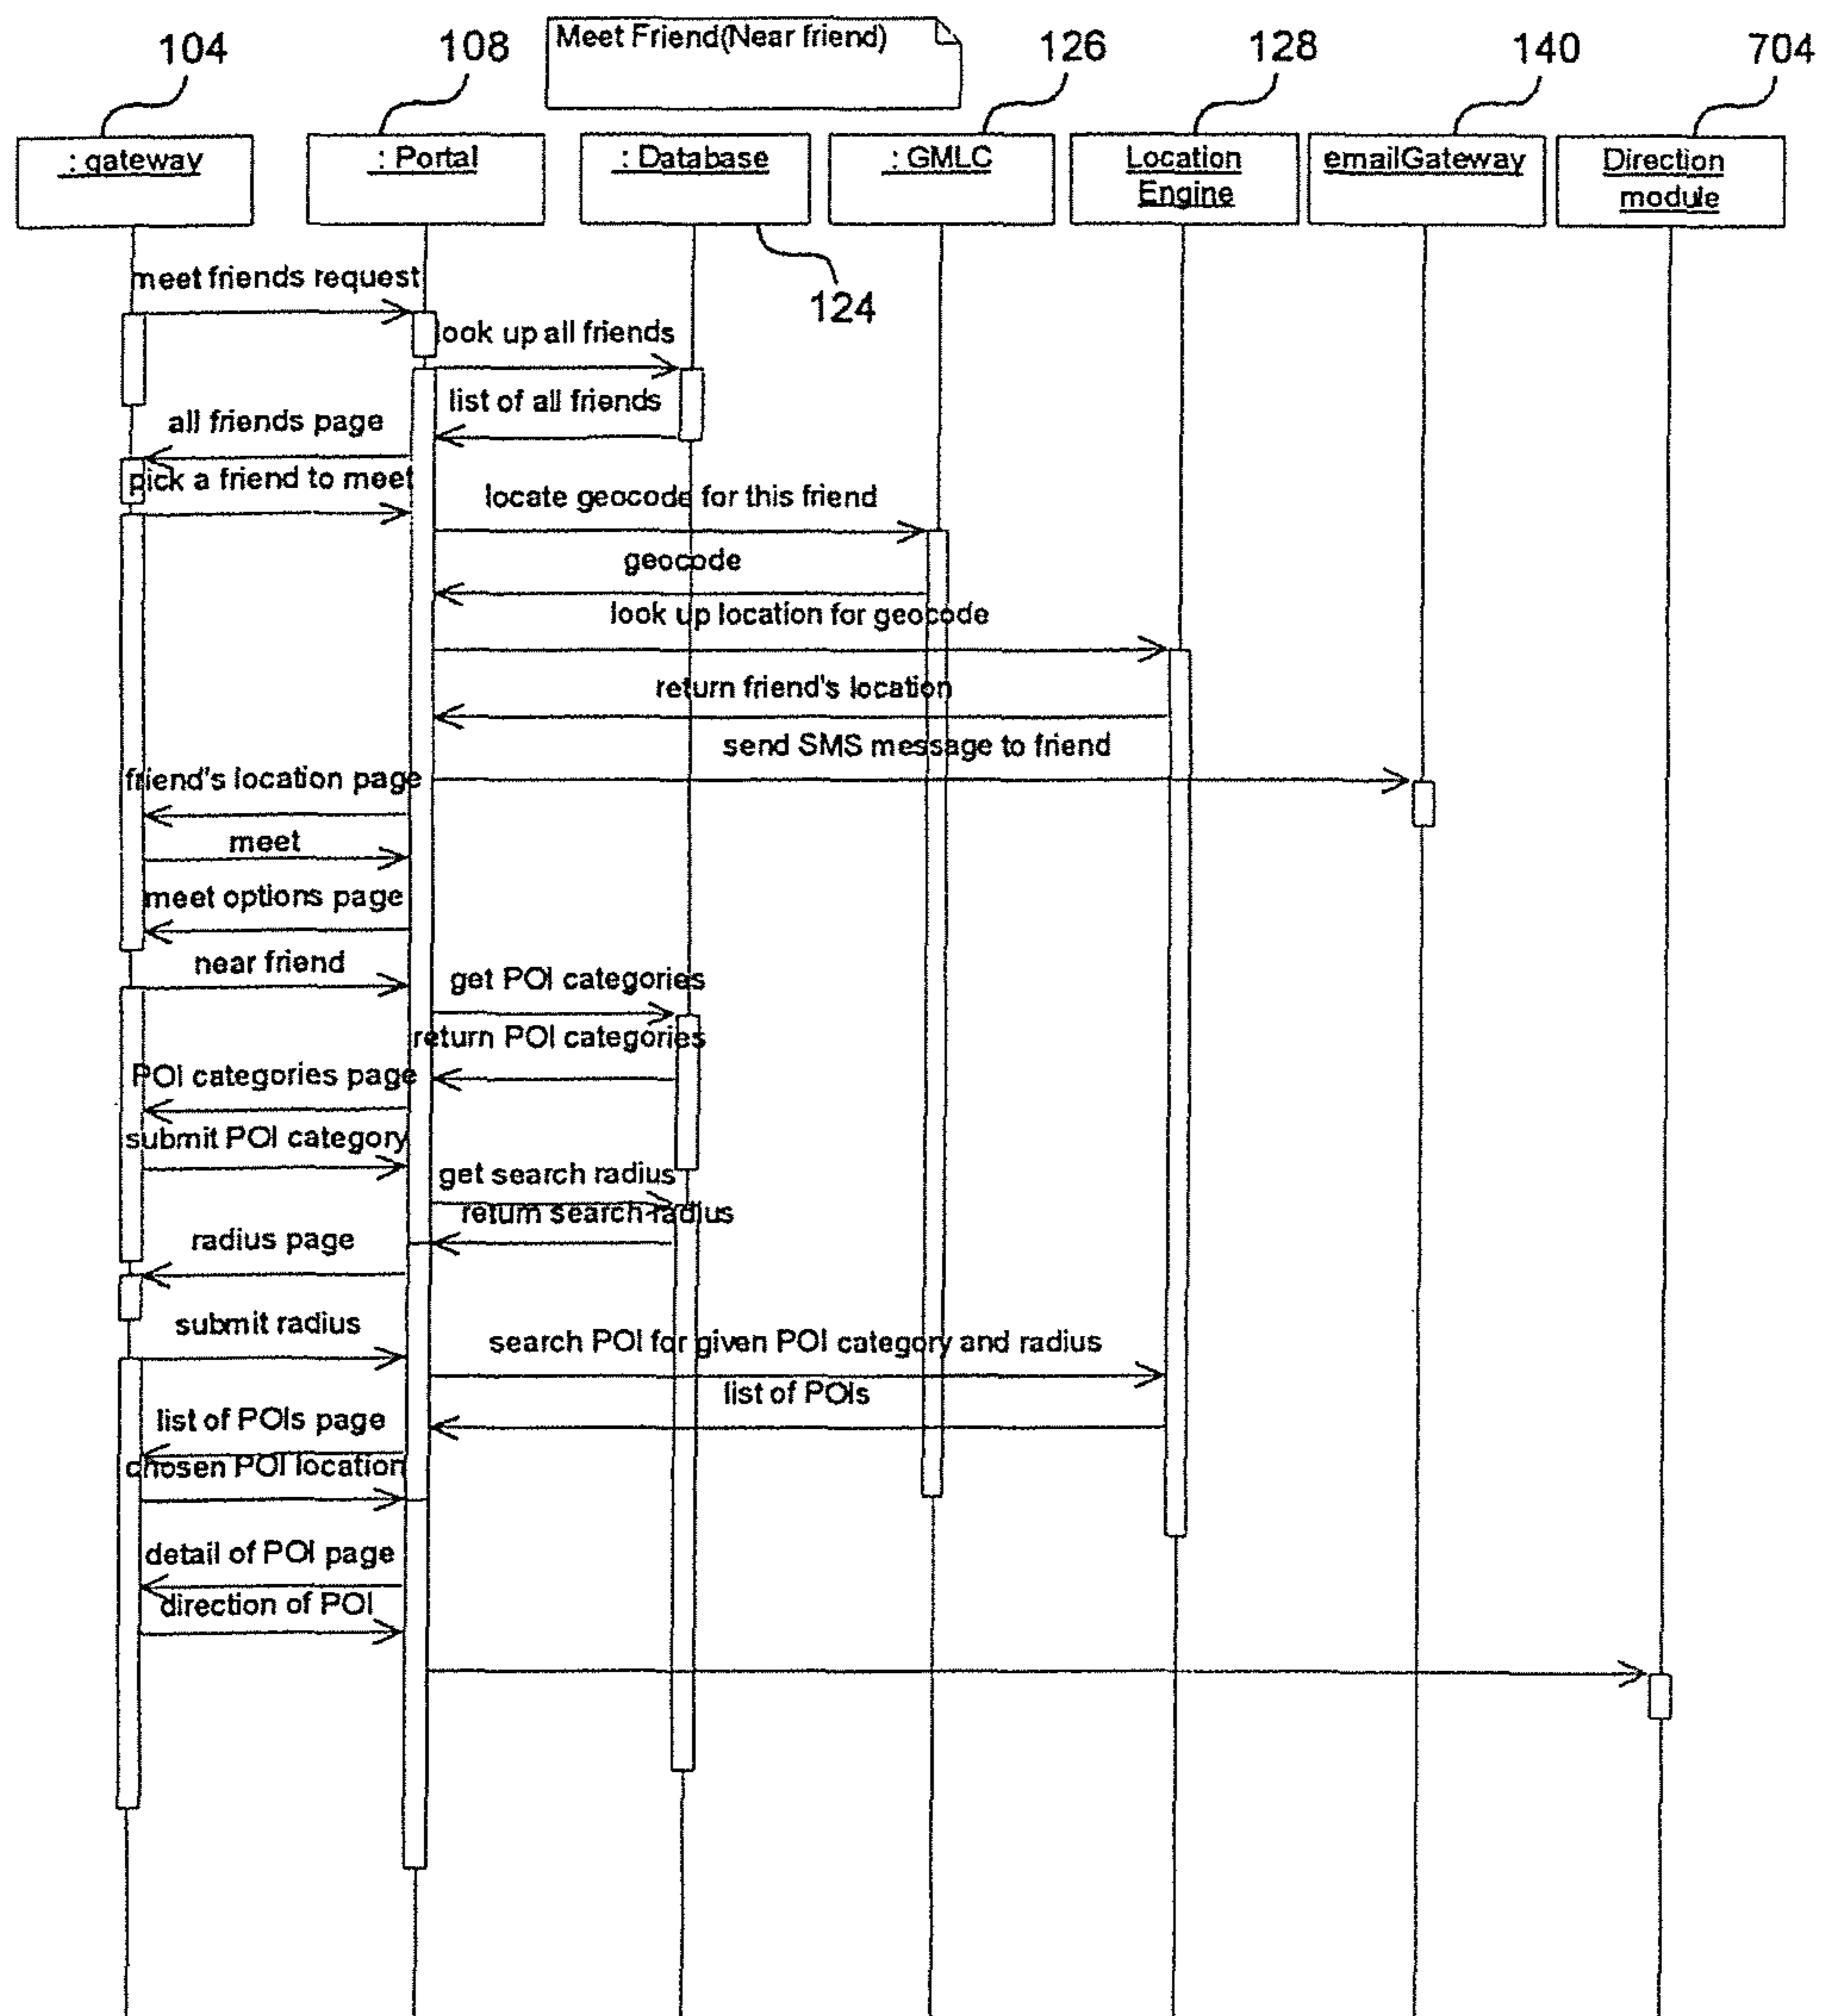 104
108
Meet Friend(Near friend)
126
128
140
704
: gateway
: Portal
: Database
: GMLC
Location
Engine
emailGateway
Direction
module
124
meet friends request
look up all friends
list of all friends
all friends page
pick a friend to meet
locate geocode for this friend
geocode
look up location for geocode
return friend's location
send SMS message to friend
friend's location page
meet
meet options page
near friend
get POI categories
return POI categories
POI categories page
submit POI category
get search radius
return search radius
radius page
submit radius
search POI for given POI category and radius
list of POIs
list of POIs page
chosen POI location
detail of POI page
direction of POI